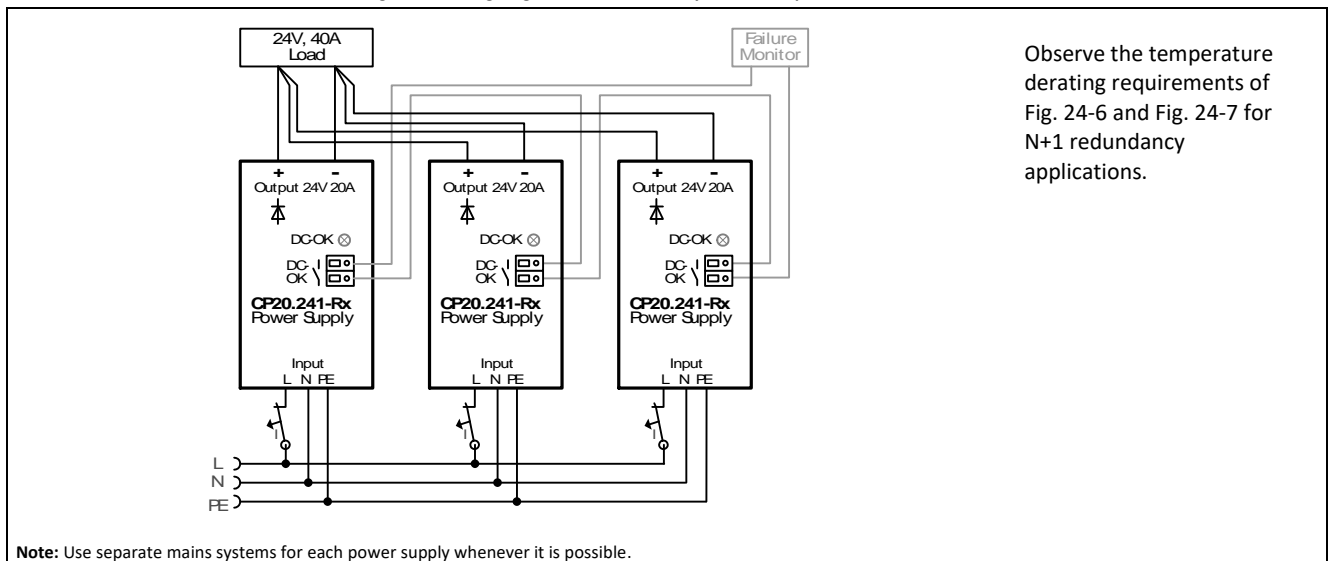 24V, 40A
Load
Failure
Monitor
Observe the temperature
derating requirements of
Fig. 24-6 and Fig. 24-7 for
N+1 redundancy
applications.
+ -
Output 24V 20A
DC-OK
DC-
OK
I
CP20.241-Rx
Power Supply
Input
L N PE
I
+ -
Output 24V 20A
DC-OK
DC-
OK
I
CP20.241-Rx
Power Supply
Input
L N PE
I
+ -
Output 24V 20A
DC-OK
DC-
OK
I
CP20.241-Rx
Power Supply
Input
L N PE
I
L
N
PE
Note: Use separate mains systems for each power supply whenever it is possible.